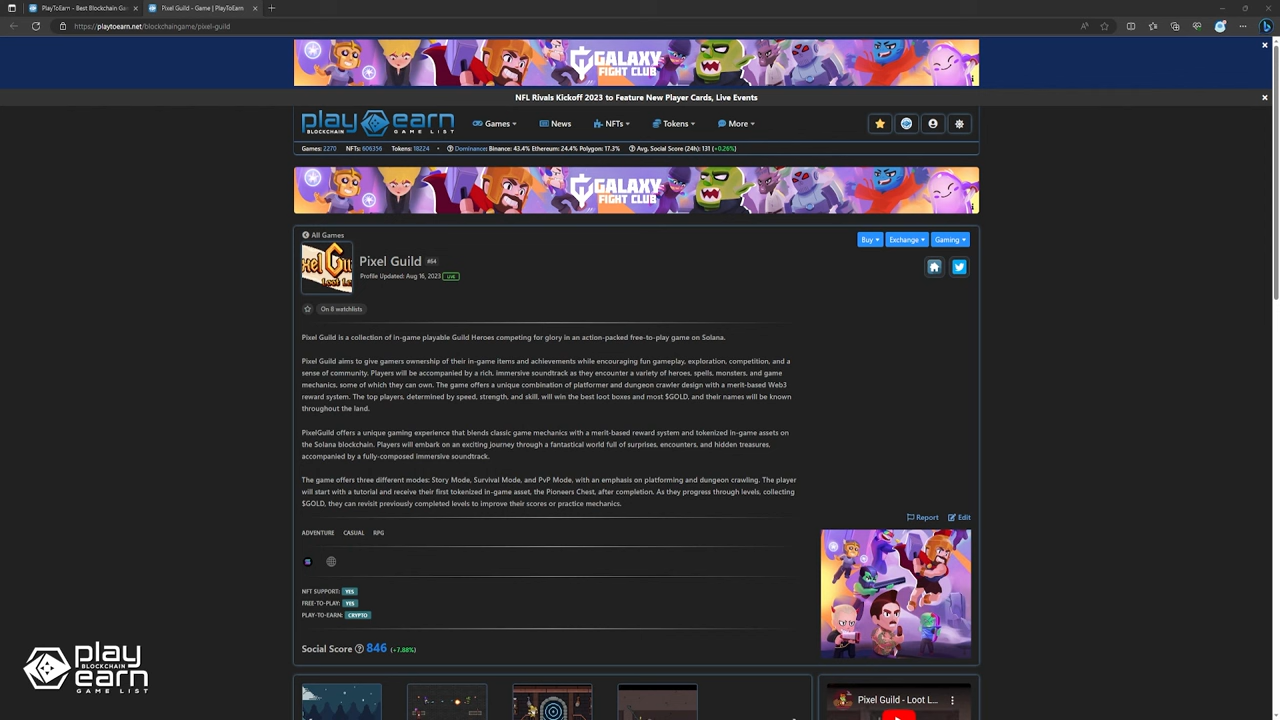 PlayToEarn - Best Blockchain Ga
Pixel Guild - Game | PlayToEarn
https://playtoearn.net/blockchaingame/pixel-guild
GALAXY FIGHT CLUB
NFL Rivals Kickoff 2023 to Feature New Player Cards, Live Events
play earn
BLOCKCHAIN GAME LIST
Games News NFTs Tokens More
Games: 2270 NFTs: 606356 Tokens: 18224 • Dominance: Binance: 43.4% Ethereum: 24.4% Polygon: 17.3% Avg. Social Score (24h): 131 (+0.26%)
GALAXY FIGHT CLUB
All Games
Buy Exchange Gaming
Pixel Guild #64
Profile Updated: Aug 16, 2023 LIVE
On 8 watchlists
Pixel Guild is a collection of in-game playable Guild Heroes competing for glory in an action-packed free-to-play game on Solana.
Pixel Guild aims to give gamers ownership of their in-game items and achievements while encouraging fun gameplay, exploration, competition, and a
sense of community. Players will be accompanied by a rich, immersive soundtrack as they encounter a variety of heroes, spells, monsters, and game
mechanics, some of which they can own. The game offers a unique combination of platformer and dungeon crawler design with a merit-based Web3
reward system. The top players, determined by speed, strength, and skill, will win the best loot boxes and most $GOLD, and their names will be known
throughout the land.
PixelGuild offers a unique gaming experience that blends classic game mechanics with a merit-based reward system and tokenized in-game assets on
the Solana blockchain. Players will embark on an exciting journey through a fantastical world full of surprises, encounters, and hidden treasures,
accompanied by a fully-composed immersive soundtrack.
The game offers three different modes: Story Mode, Survival Mode, and PvP Mode, with an emphasis on platforming and dungeon crawling. The player
will start with a tutorial and receive their first tokenized in-game asset, the Pioneers Chest, after completion. As they progress through levels, collecting
$GOLD, they can revisit previously completed levels to improve their scores or practice mechanics.
Report Edit
ADVENTURE CASUAL RPG
NFT SUPPORT: YES
FREE-TO-PLAY: YES
PLAY-TO-EARN: CRYPTO
Social Score 846 (+7.88%)
play earn
BLOCKCHAIN
GAME LIST
Pixel Guild - Loot L...